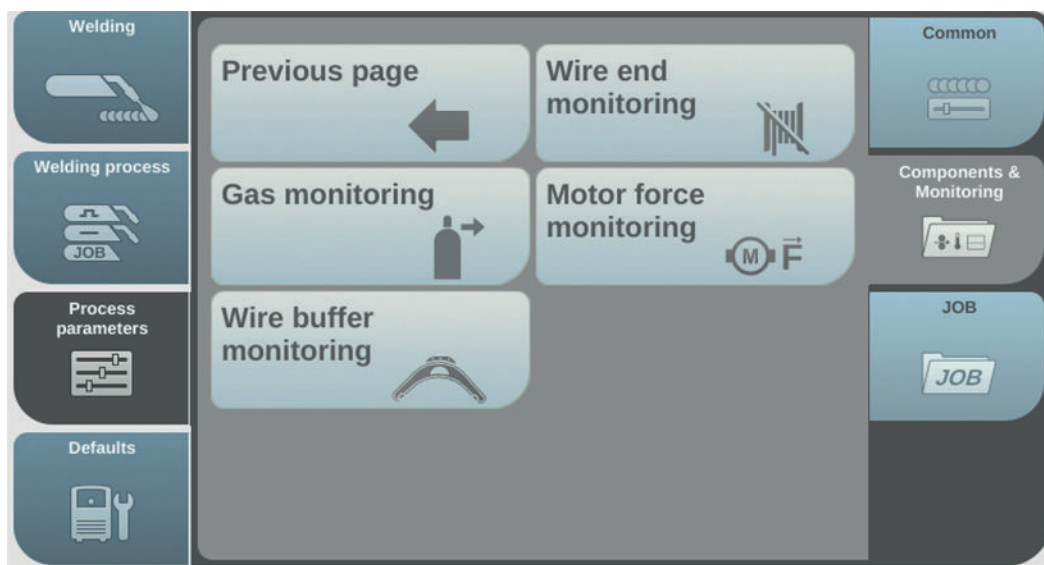 Welding
Welding process
JOB
Process
parameters
Defaults
Previous page
Wire end
monitoring
Gas monitoring
Motor force
monitoring
M F
Wire buffer
monitoring
Common
Components &
Monitoring
JOB
JOB